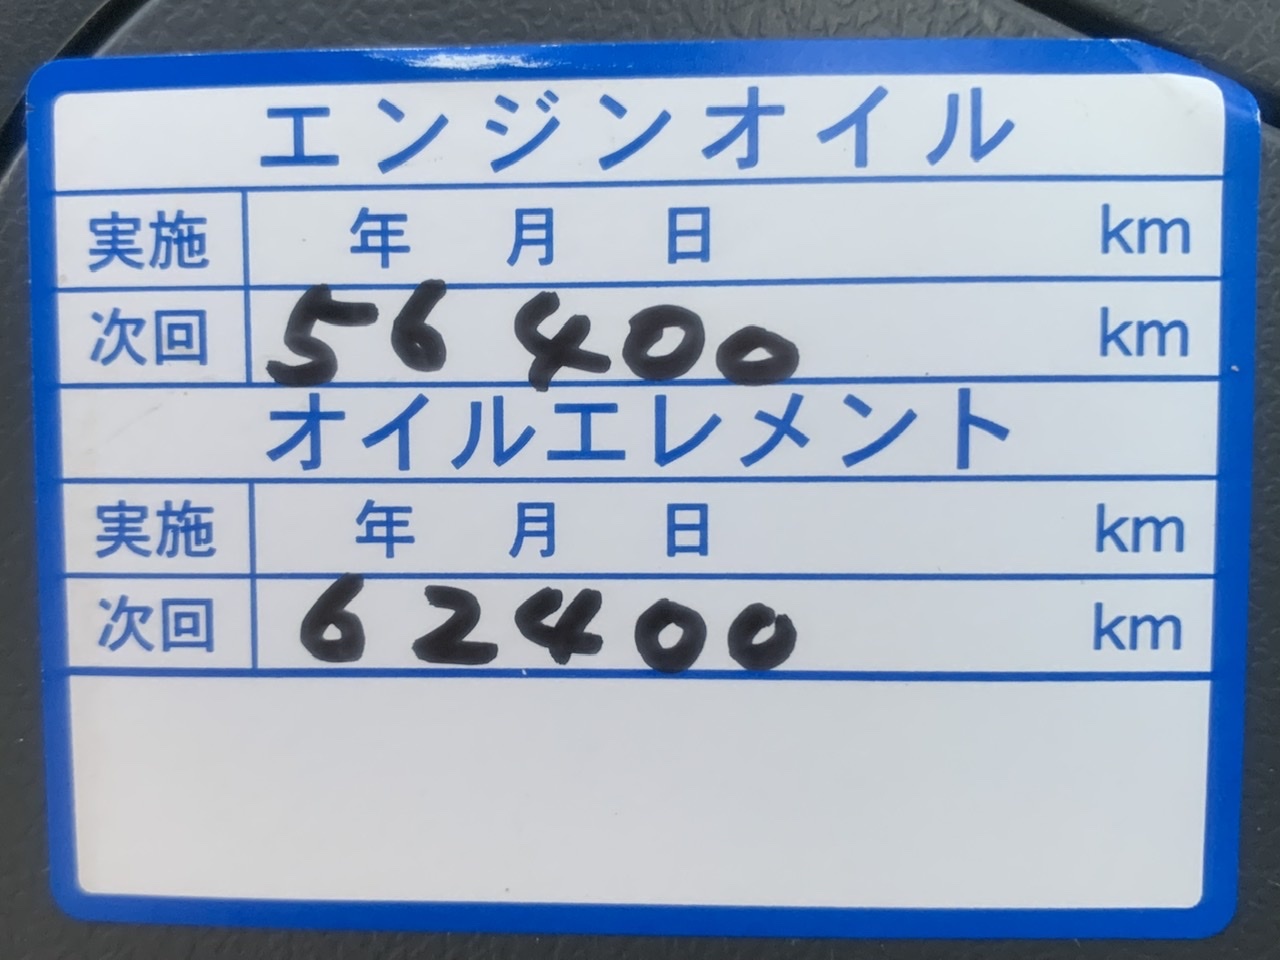 エンジンオイル
実施 年 月 日 km
次回 56400 km
オイルエレメント
実施 年 月 日 km
次回 62400 km